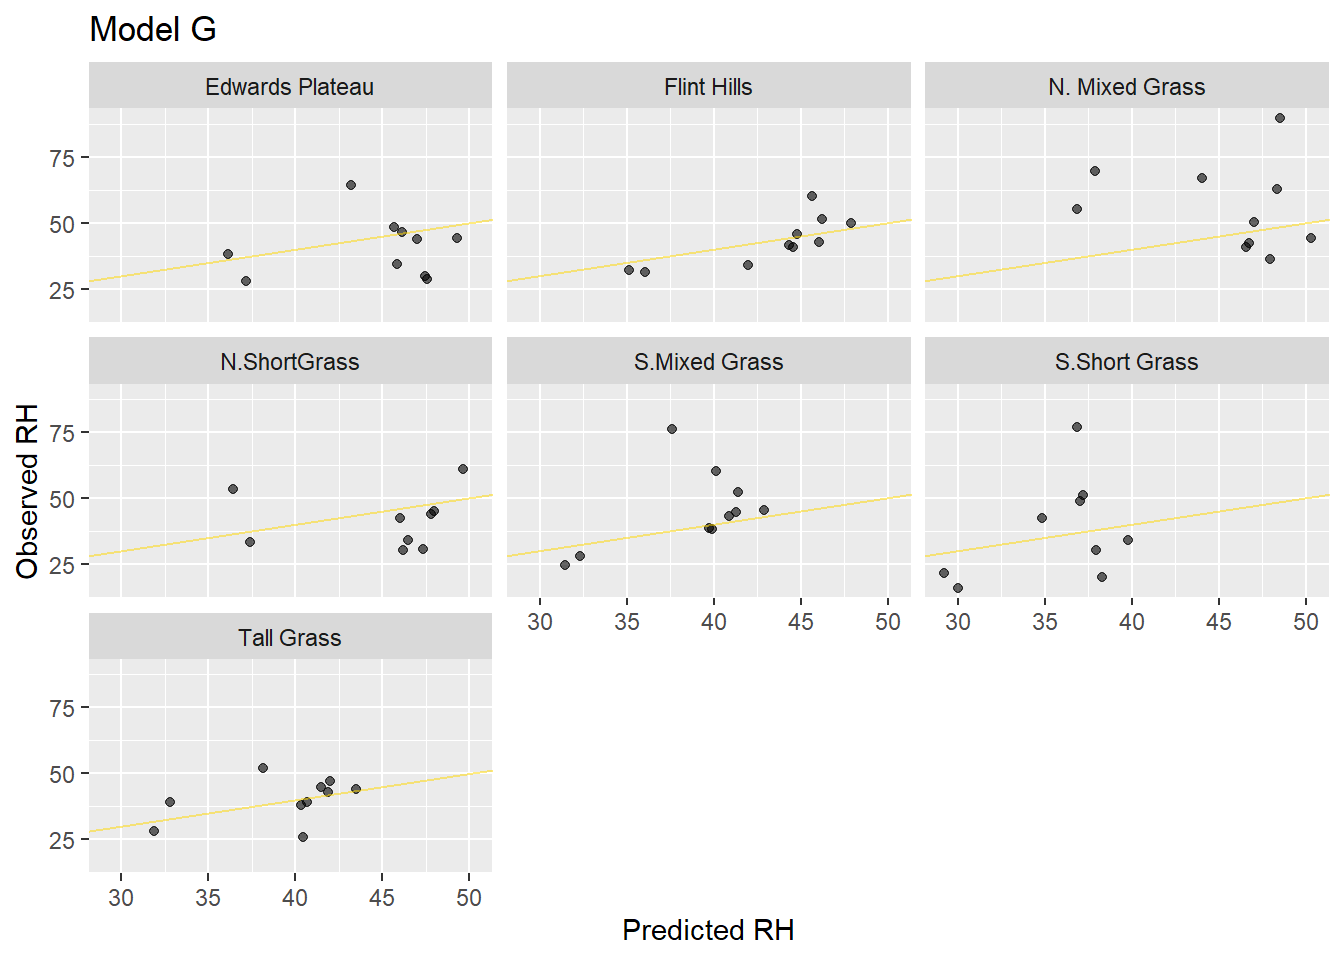 Model G
Edwards Plateau
Flint Hills
N. Mixed Grass
75
50
25
N.ShortGrass
S.Mixed Grass
S.Short Grass
75
50
25
30 35 40 45 50
30 35 40 45 50
Tall Grass
75
50
25
30 35 40 45 50
Observed RH
Predicted RH